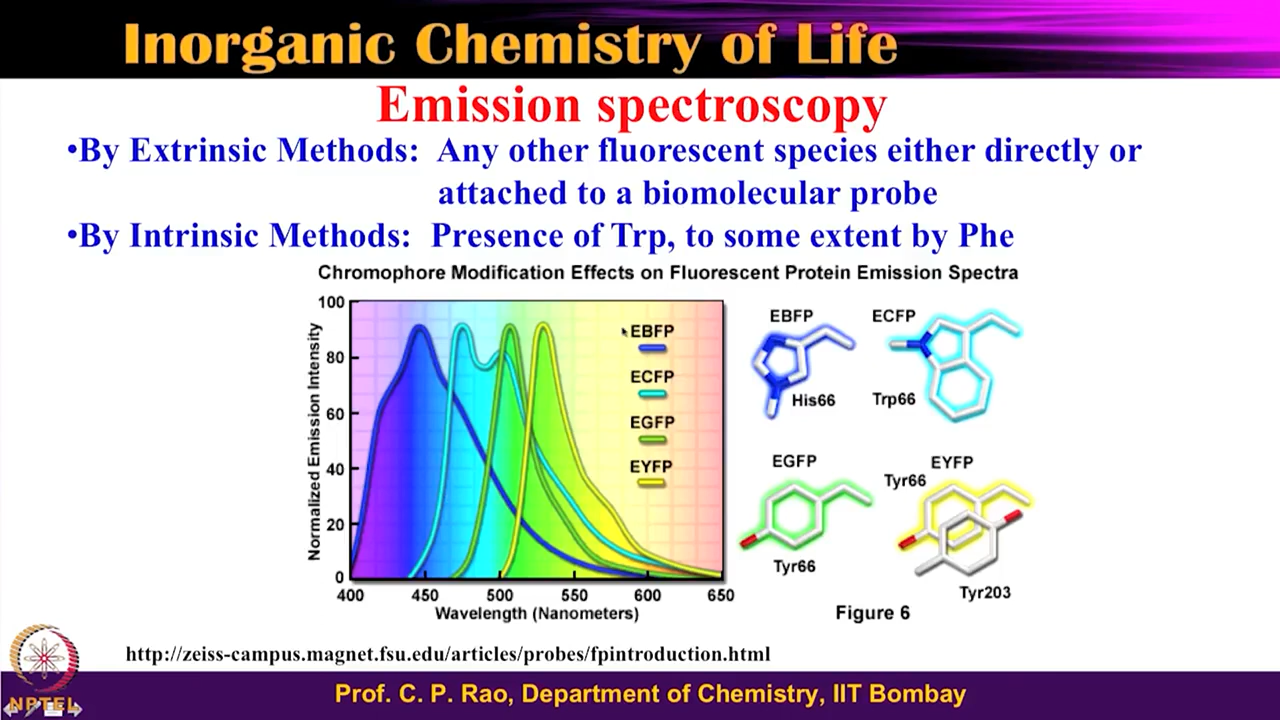 Inorganic Chemistry of Life
Emission spectroscopy
•By Extrinsic Methods: Any other fluorescent species either directly or
attached to a biomolecular probe
•By Intrinsic Methods: Presence of Trp, to some extent by Phe
Chromophore Modification Effects on Fluorescent Protein Emission Spectra
Normalized Emission Intensity
100
80
60
40
20
0
400 450 500 550 600 650
Wavelength (Nanometers)
EBFP
ECFP
EGFP
EYFP
EBFP
His66
ECFP
Trp66
EGFP
Tyr66
EYFP
Tyr66
Tyr203
Figure 6
http://zeiss-campus.magnet.fsu.edu/articles/probes/fpintroduction.html
NPTEL
Prof. C. P. Rao, Department of Chemistry, IIT Bombay